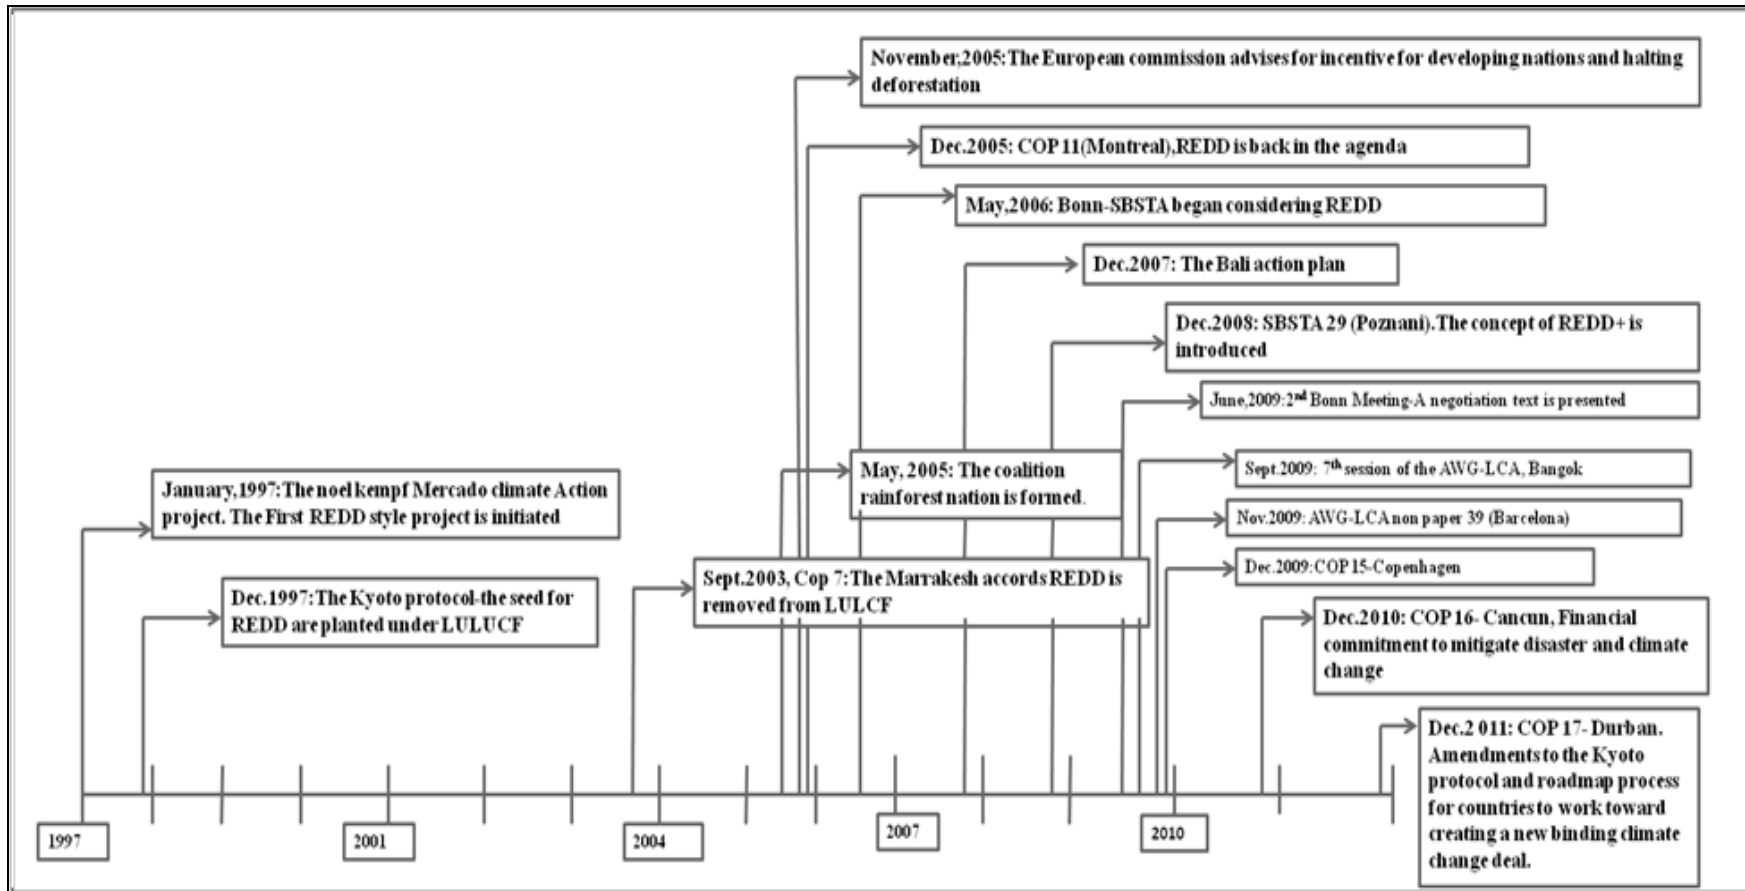 November,2005:The European commission advises for incentive for developing nations and halting
deforestation
Dec.2005: COP 11(Montreal),REDD is back in the agenda
May,2006: Bonn-SBSTA began considering REDD
Dec.2007: The Bali action plan
Dec.2008: SBSTA 29 (Poznani).The concept of REDD+ is
introduced
June,2009:2nd Bonn Meeting-A negotiation text is presented
May, 2005: The coalition
rainforest nation is formed.
Sept.2009: 7th session of the AWG-LCA, Bangok
January,1997:The noel kempf Mercado climate Action
project. The First REDD style project is initiated
Nov.2009: AWG-LCA non paper 39 (Barcelona)
Dec.2009:COP 15-Copenhagen
Sept.2003, Cop 7:The Marrakesh accords REDD is
removed from LULCF
Dec.1997:The Kyoto protocol-the seed for
REDD are planted under LULUCF
Dec.2010: COP 16- Cancun, Financial
commitment to mitigate disaster and climate
change
Dec.2 011: COP 17- Durban.
Amendments to the Kyoto
protocol and roadmap process
for countries to work toward
creating a new binding climate
change deal.
1997
2001
2004
2007
2010